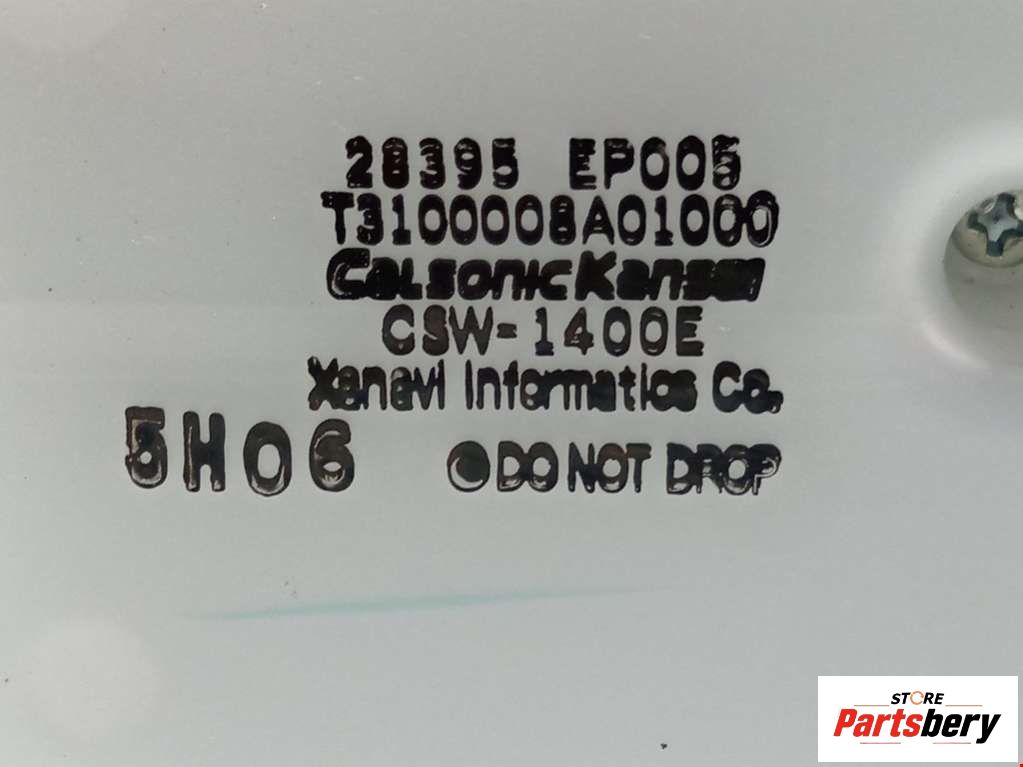 28395 EP005
T3100008A01000
CalsonicKansei
CSW-1400E
Xanavi Informatics Co.
5H06
DO NOT DROP
STORE
Partsbery